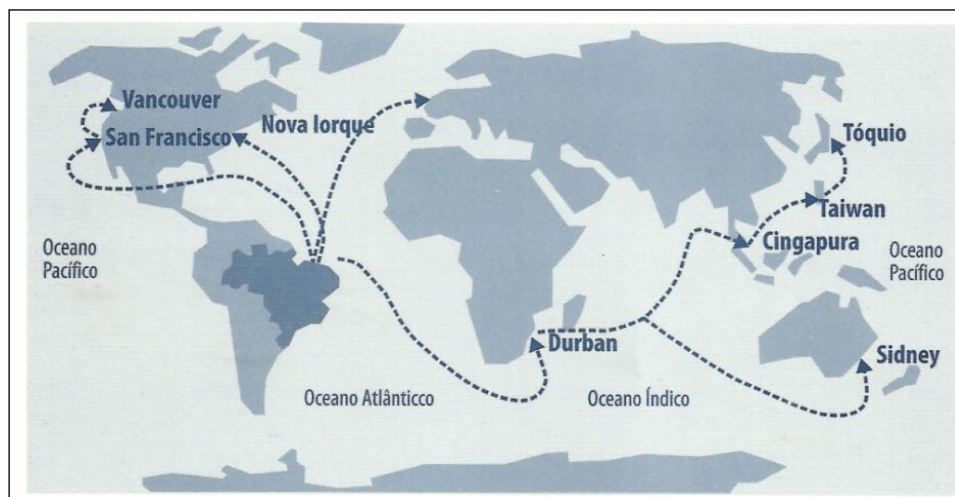 Vancouver
San Francisco
Nova Iorque
Tóquio
Taiwan
Cingapura
Oceano
Pacífico
Oceano
Pacífico
Durban
Sidney
Oceano Atlânticco
Oceano Índico